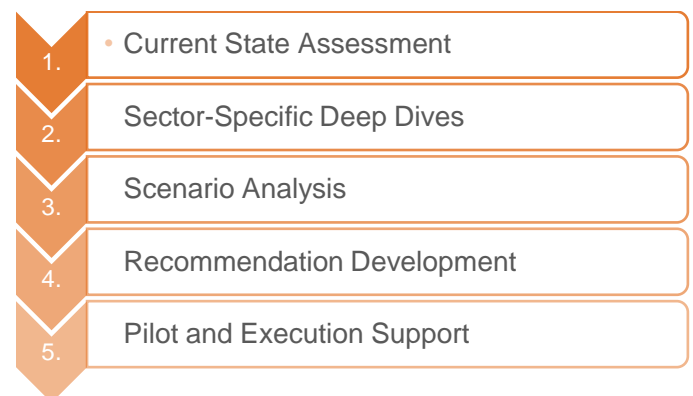 1. • Current State Assessment
2. Sector-Specific Deep Dives
3. Scenario Analysis
4. Recommendation Development
5. Pilot and Execution Support